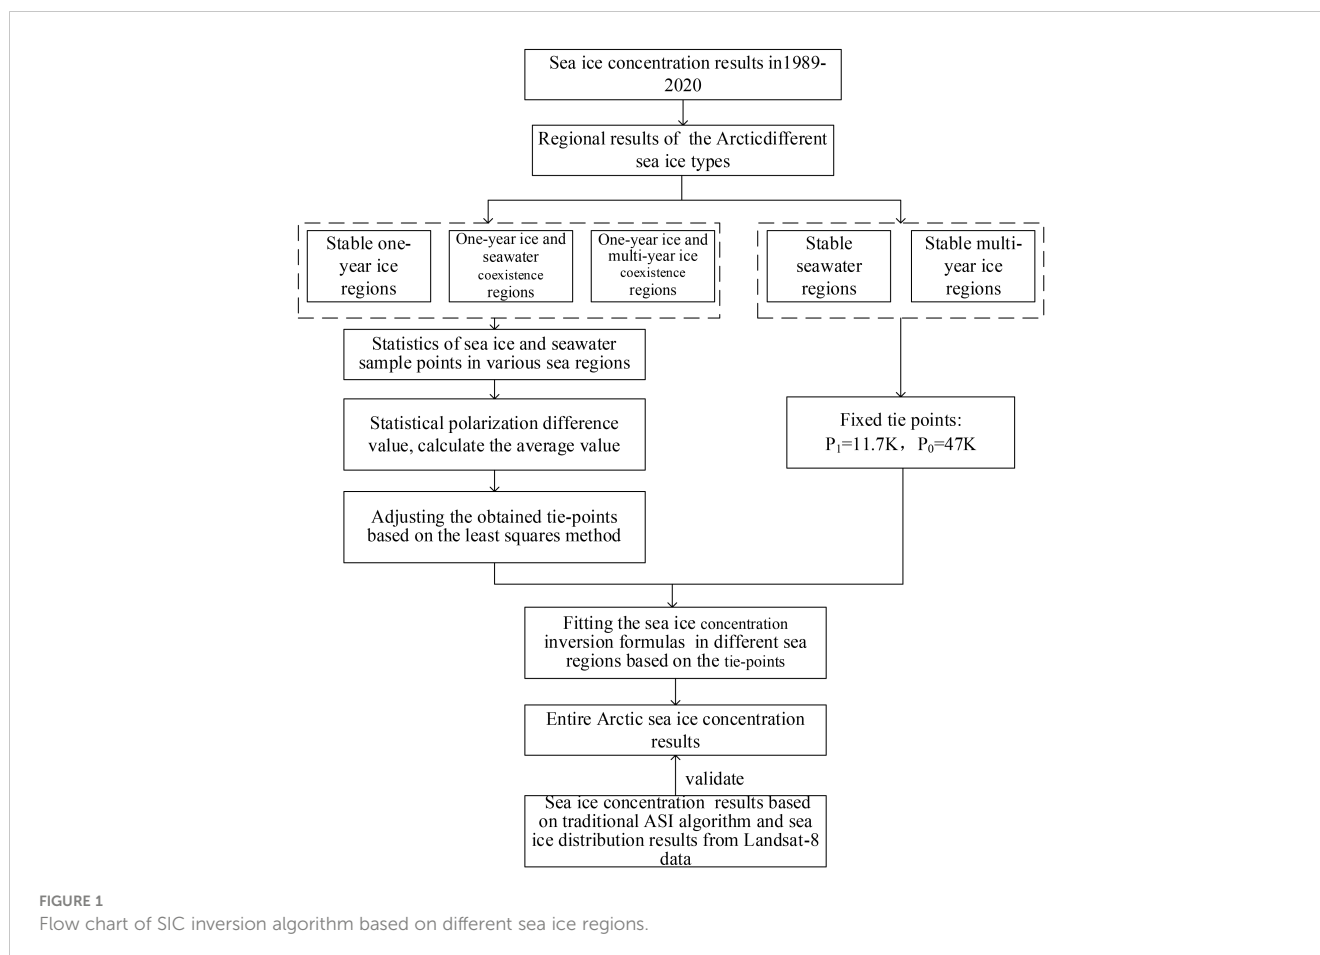 Sea ice concentration results in1989-
2020
Regional results of the Arcticdifferent
sea ice types
Stable one-
year ice
regions
One-year ice and
seawater
coexistence
regions
One-year ice and
multi-year ice
coexistence
regions
Stable
seawater
regions
Stable multi-
year ice
regions
Statistics of sea ice and seawater
sample points in various sea regions
Statistical polarization difference
value, calculate the average value
Fixed tie points:
P₁=11.7K，P₀=47K
Adjusting the obtained tie-points
based on the least squares method
Fitting the sea ice concentration
inversion formulas in different sea
regions based on the tie-points
Entire Arctic sea ice concentration
results
validate
Sea ice concentration results based
on traditional ASI algorithm and sea
ice distribution results from Landsat-8
data
FIGURE 1
Flow chart of SIC inversion algorithm based on different sea ice regions.